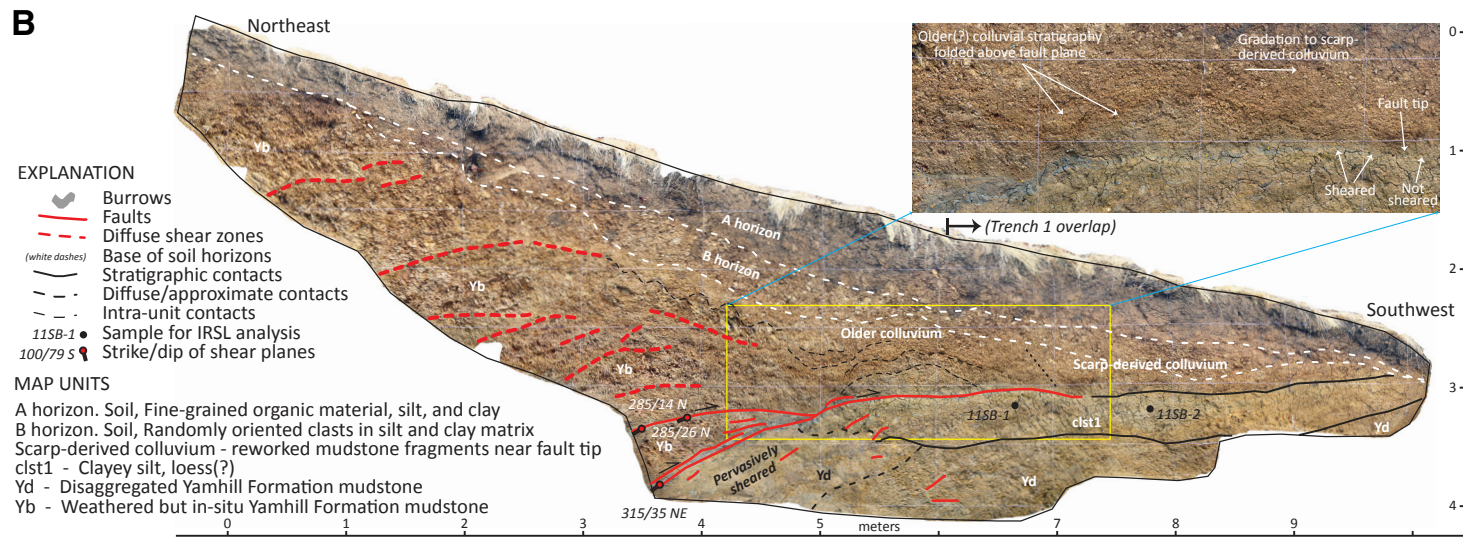 B
Northeast
Older(?) colluvial stratigraphy
folded above fault plane
Gradation to scarp-
derived colluvium
Fault tip
Sheared
Not
sheared
0
1
2
3
4
(Trench 1 overlap)
Southwest
Yb
A horizon
B horizon
Yb
Older colluvium
Scarp derived colluvium
Yb
285/14 N
285/26 N
Yb
11SB-1
clst1
11SB-2
Yd
Pervasively
sheared
Yd
Yd
315/35 NE
EXPLANATION
Burrows
Faults
Diffuse shear zones
(white dashes) Base of soil horizons
Stratigraphic contacts
Diffuse/approximate contacts
Intra-unit contacts
11SB-1 Sample for IRSL analysis
100/79 S Strike/dip of shear planes
MAP UNITS
A horizon. Soil, Fine-grained organic material, silt, and clay
B horizon. Soil, Randomly oriented clasts in silt and clay matrix
Scarp-derived colluvium - reworked mudstone fragments near fault tip
clst1 - Clayey silt, loess(?)
Yd - Disaggregated Yamhill Formation mudstone
Yb - Weathered but in-situ Yamhill Formation mudstone
0 1 2 3 4 5 meters 7 8 9